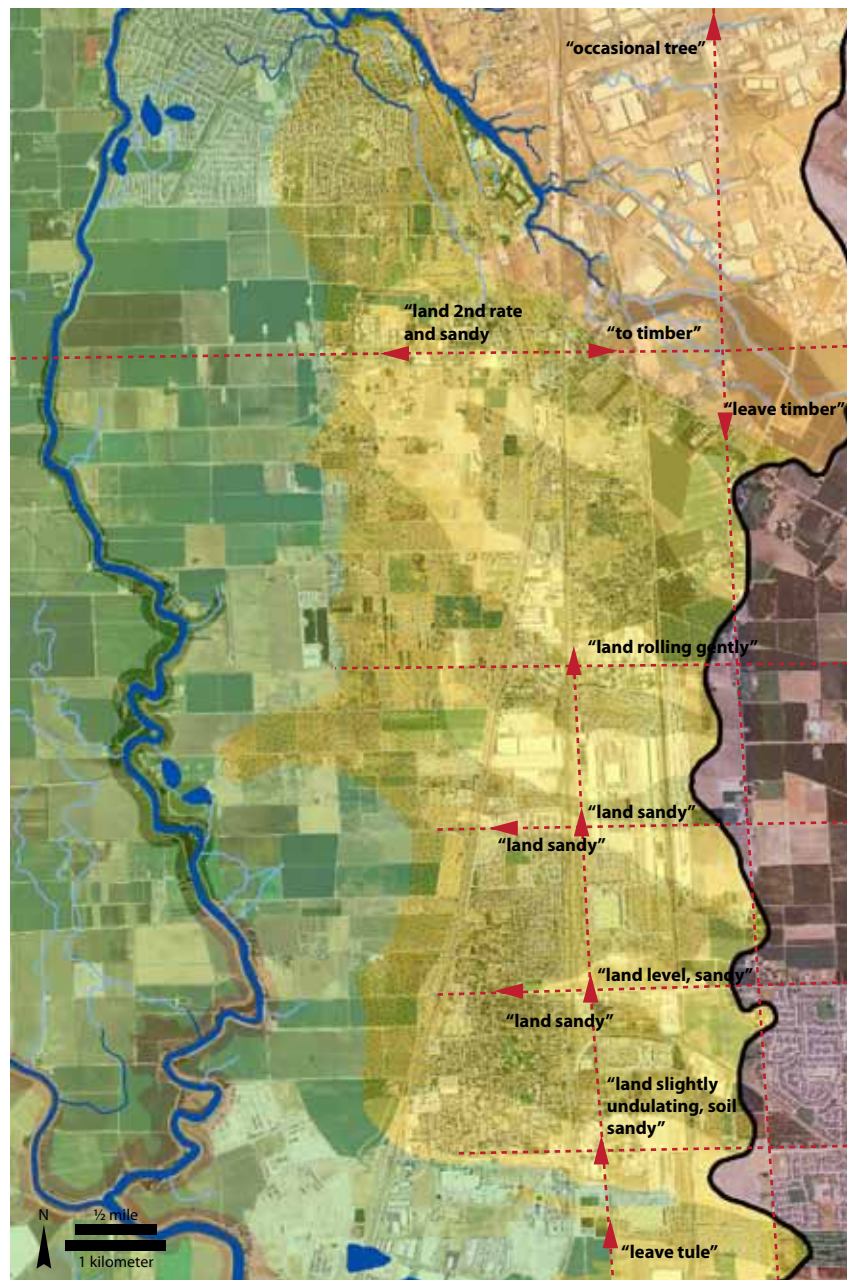 “occasional tree”
“land 2nd rate
and sandy
“to timber”
“leave timber”
“land rolling gently”
“land sandy”
“land sandy”
“land level, sandy”
“land sandy”
“land slightly
undulating, soil
sandy”
“leave tule”
N
½ mile
1 kilometer